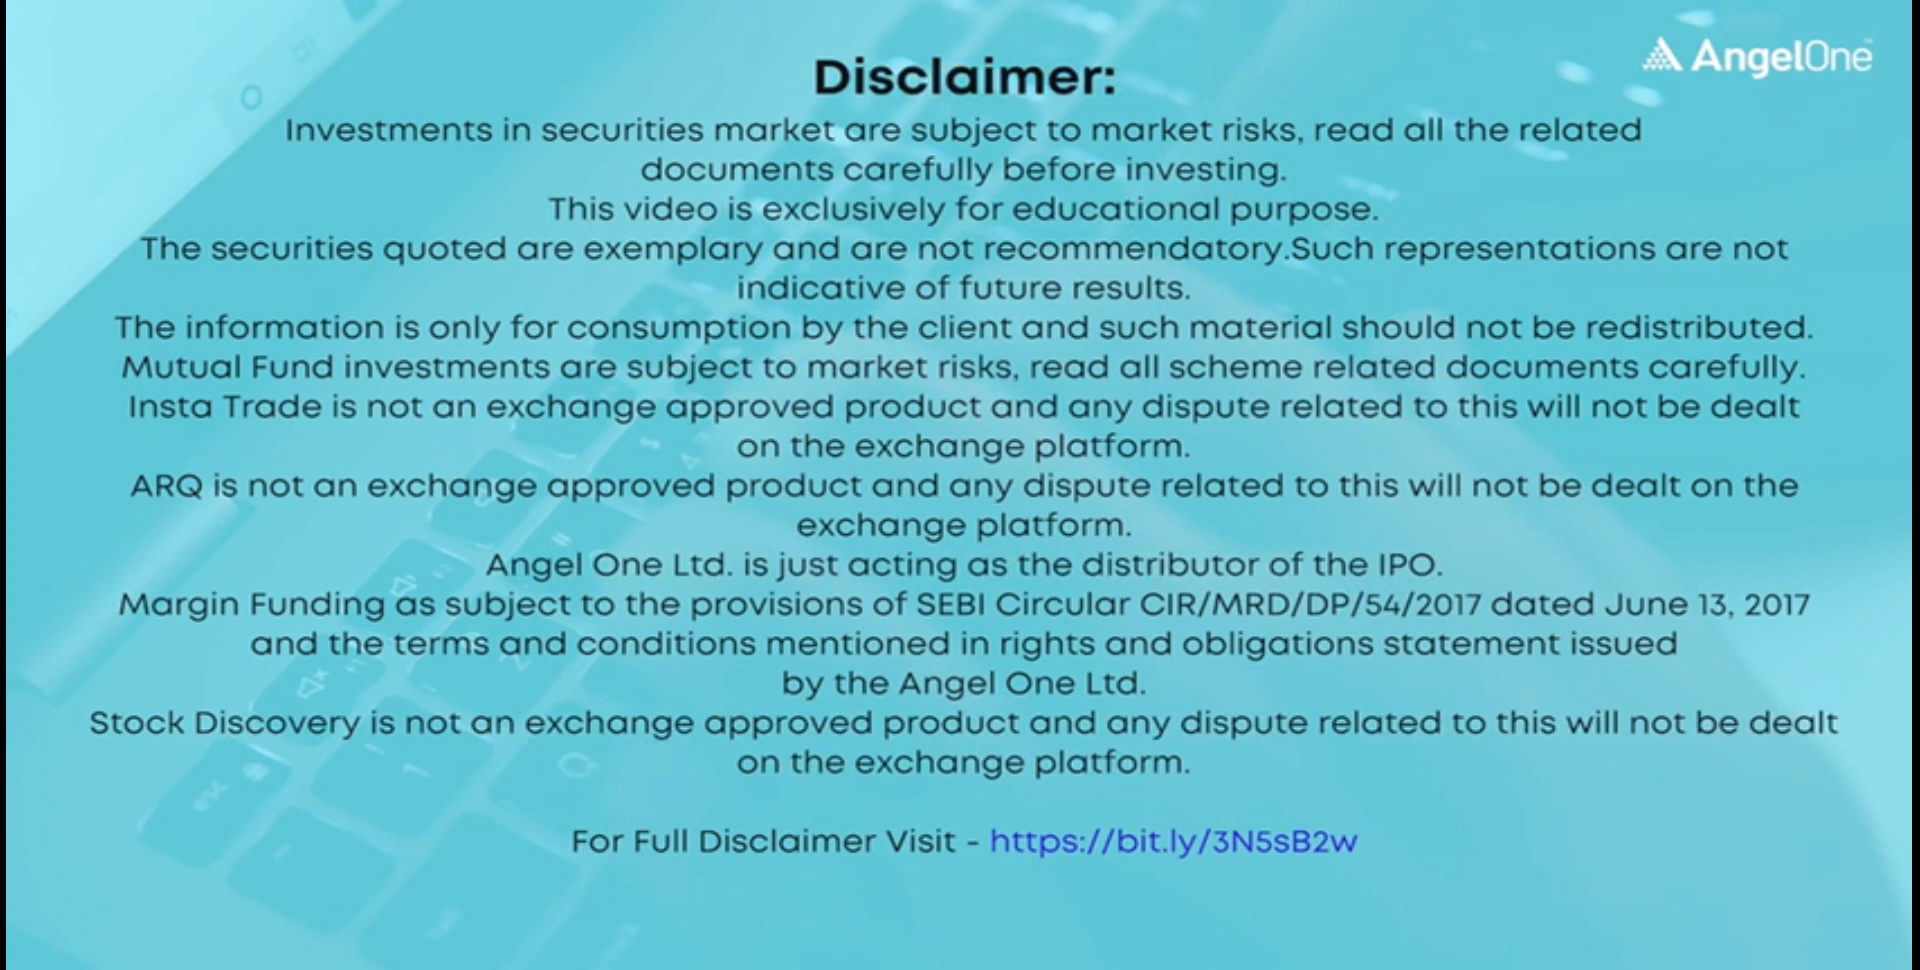 AngelOne
Disclaimer:
Investments in securities market are subject to market risks, read all the related
documents carefully before investing.
This video is exclusively for educational purpose.
The securities quoted are exemplary and are not recommendatory.Such representations are not
indicative of future results.
The information is only for consumption by the client and such material should not be redistributed.
Mutual Fund investments are subject to market risks, read all scheme related documents carefully.
Insta Trade is not an exchange approved product and any dispute related to this will not be dealt
on the exchange platform.
ARQ is not an exchange approved product and any dispute related to this will not be dealt on the
exchange platform.
Angel One Ltd. is just acting as the distributor of the IPO.
Margin Funding as subject to the provisions of SEBI Circular CIR/MRD/DP/54/2017 dated June 13, 2017
and the terms and conditions mentioned in rights and obligations statement issued
by the Angel One Ltd.
Stock Discovery is not an exchange approved product and any dispute related to this will not be dealt
on the exchange platform.
For Full Disclaimer Visit - https://bit.ly/3N5sB2w